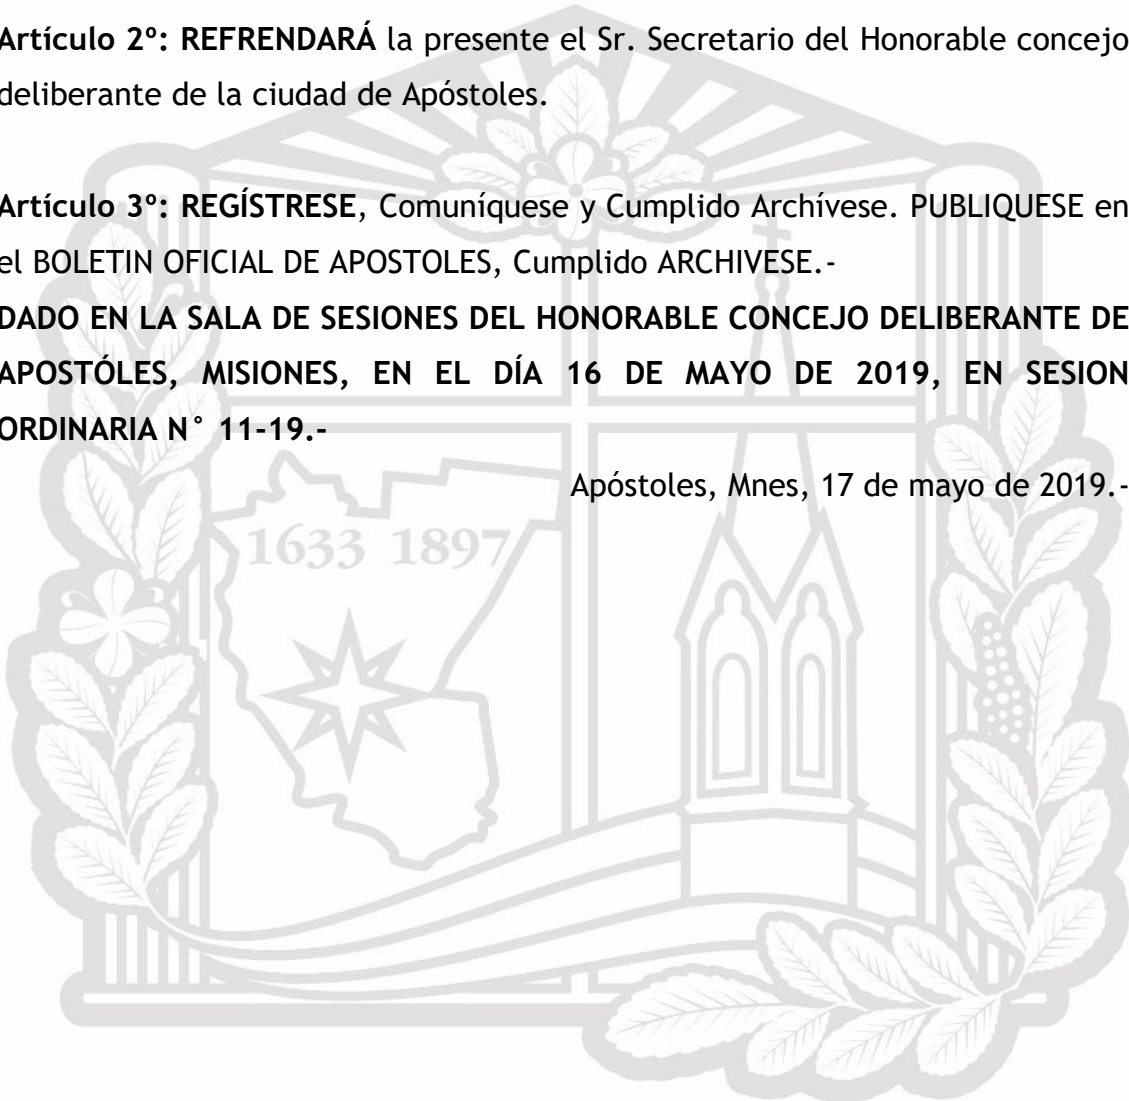 Artículo 2º: REFRENDARÁ la presente el Sr. Secretario del Honorable concejo
deliberante de la ciudad de Apóstoles.
Artículo 3º: REGÍSTRESE, Comuníquese y Cumplido Archívese. PUBLIQUESE en
el BOLETIN OFICIAL DE APOSTOLES, Cumplido ARCHIVESE.-
DADO EN LA SALA DE SESIONES DEL HONORABLE CONCEJO DELIBERANTE DE
APOSTÓLES, MISIONES, EN EL DÍA 16 DE MAYO DE 2019, EN SESION
ORDINARIA N° 11-19.-
Apóstoles, Mnes, 17 de mayo de 2019.-
1633 1897